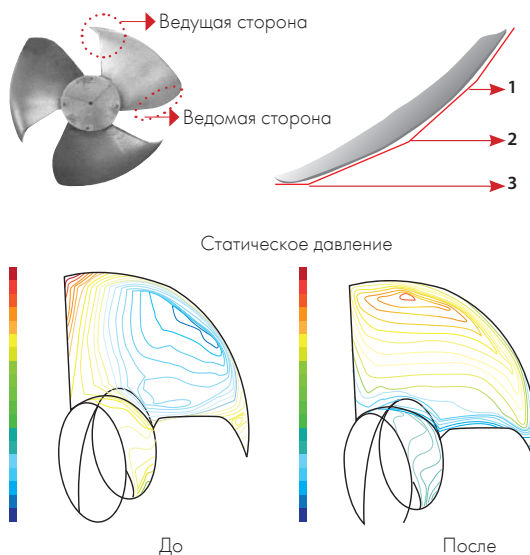 Ведущая сторона
Ведомая сторона
1
2
3
Статическое давление
До
После